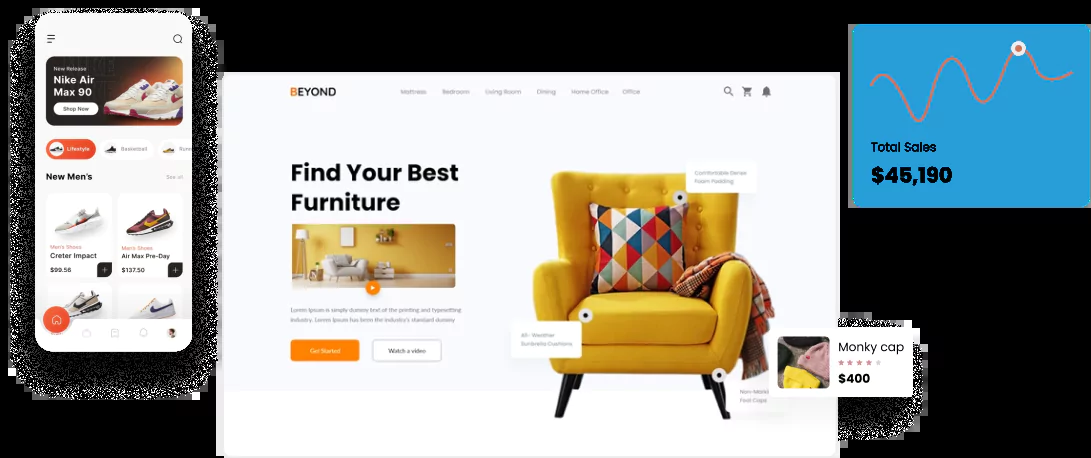 New Release
Nike Air
Max 90
Shop Now
Lifestyle
Basketball
New Men's
See all
Men's Shoes
Creter Impact
$99.56
Men's Shoes
Air Max Pre-Day
$137.50
BEYOND
Mattress
Bedroom
Living Room
Dining
Home Office
Office
Find Your Best
Furniture
Lorem Ipsum is simply dummy text of the printing and typesetting
industry. Lorem Ipsum has been the industry's standard dummy
Get Started
Watch a video
Comfortable Dense
Foam Padding
All- Weather
Sunbrella Cushions
Foot Caps
Total Sales
$45,190
Monky cap
$400